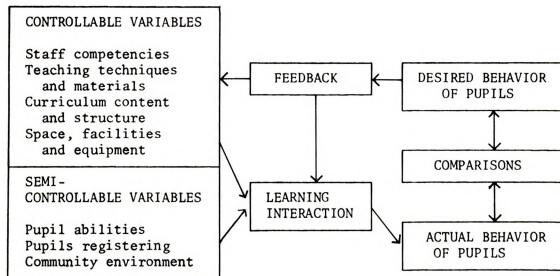 CONTROLLABLE VARIABLES
Staff competencies
Teaching techniques
and materials
Curriculum content
and structure
Space, facilities
and equipment
SEMI-
CONTROLLABLE VARIABLES
Pupil abilities
Pupils registering
Community environment
FEEDBACK
LEARNING
INTERACTION
DESIRED BEHAVIOR
OF PUPILS
COMPARISONS
ACTUAL BEHAVIOR
OF PUPILS